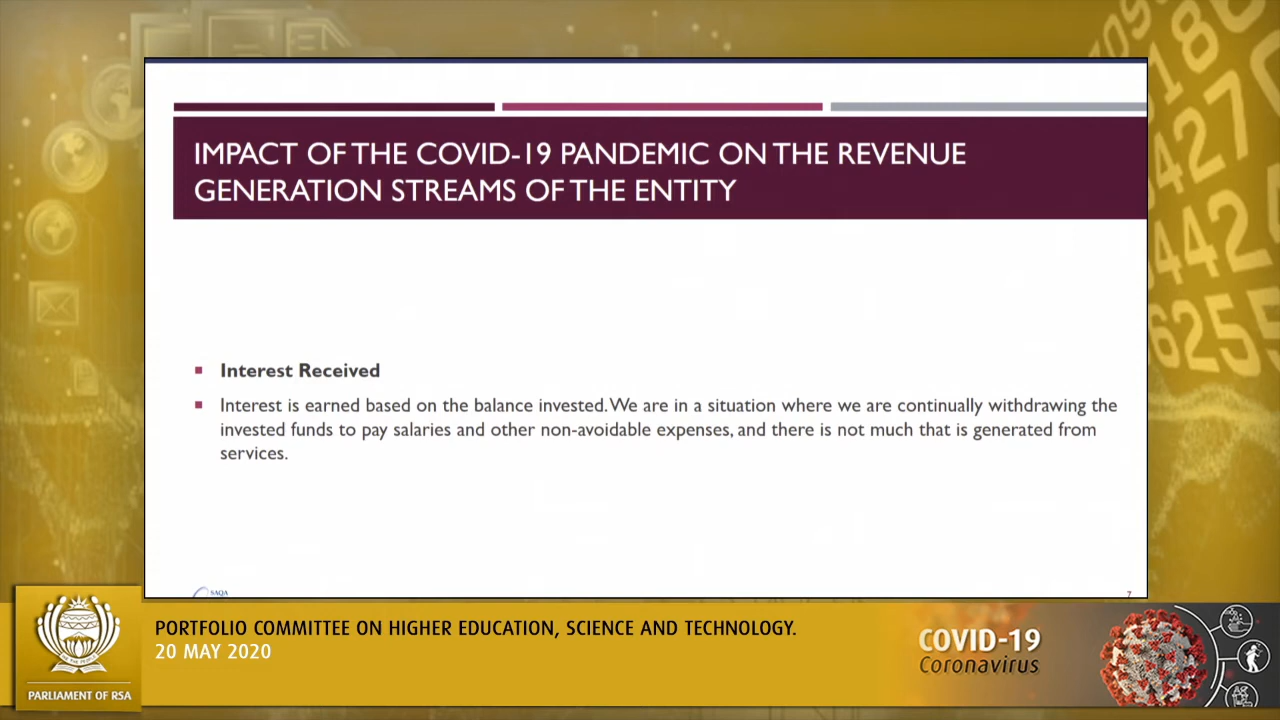 IMPACT OF THE COVID-19 PANDEMIC ON THE REVENUE
GENERATION STREAMS OF THE ENTITY
Interest Received
Interest is earned based on the balance invested. We are in a situation where we are continually withdrawing the
invested funds to pay salaries and other non-avoidable expenses, and there is not much that is generated from
services.
SAQA
7
PORTFOLIO COMMITTEE ON HIGHER EDUCATION, SCIENCE AND TECHNOLOGY.
20 MAY 2020
PARLIAMENT OF RSA
COVID-19
Coronavirus